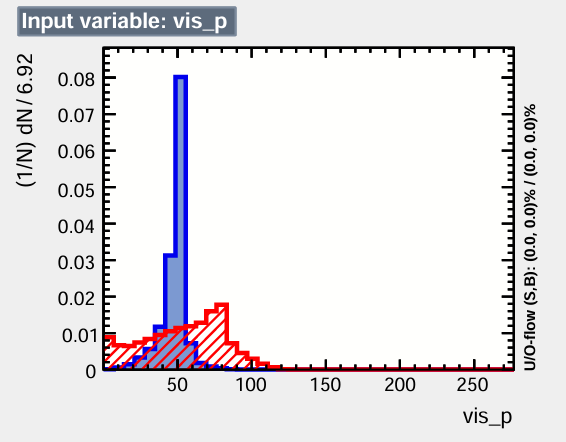 Input variable: vis_p
(1/N) dN / 6.92
0.08
0.07
0.06
0.05
0.04
0.03
0.02
0.01
0
50 100 150 200 250
vis_p
U/O-flow (S,B): (0.0, 0.0)% / (0.0, 0.0)%